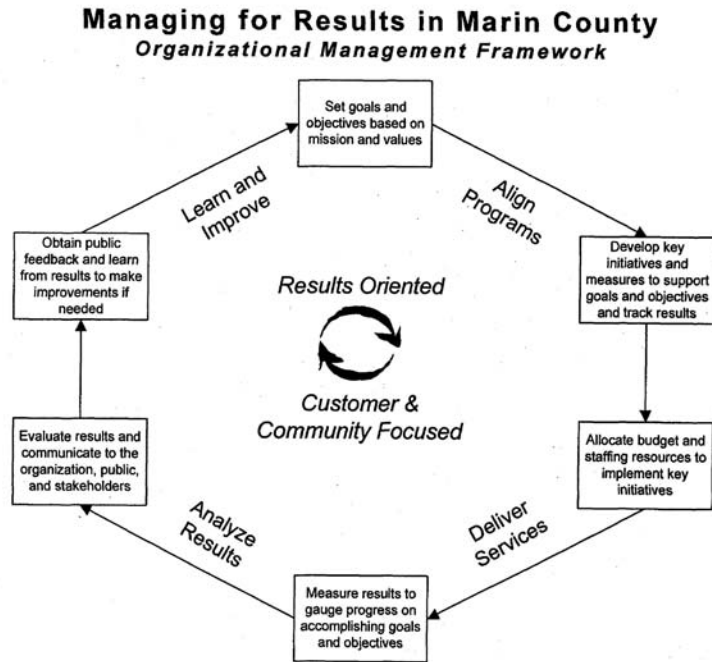 Managing for Results in Marin County
Organizational Management Framework
Set goals and
objectives based on
mission and values
Align
Programs
Develop key
initiatives and
measures to support
goals and objectives
and track results
Allocate budget and
staffing resources to
implement key
initiatives
Deliver
Services
Measure results to
gauge progress on
accomplishing goals
and objectives
Analyze
Results
Evaluate results and
communicate to the
organization, public,
and stakeholders
Obtain public
feedback and learn
from results to make
improvements if
needed
Learn and
Improve
Results Oriented
Customer &
Community Focused